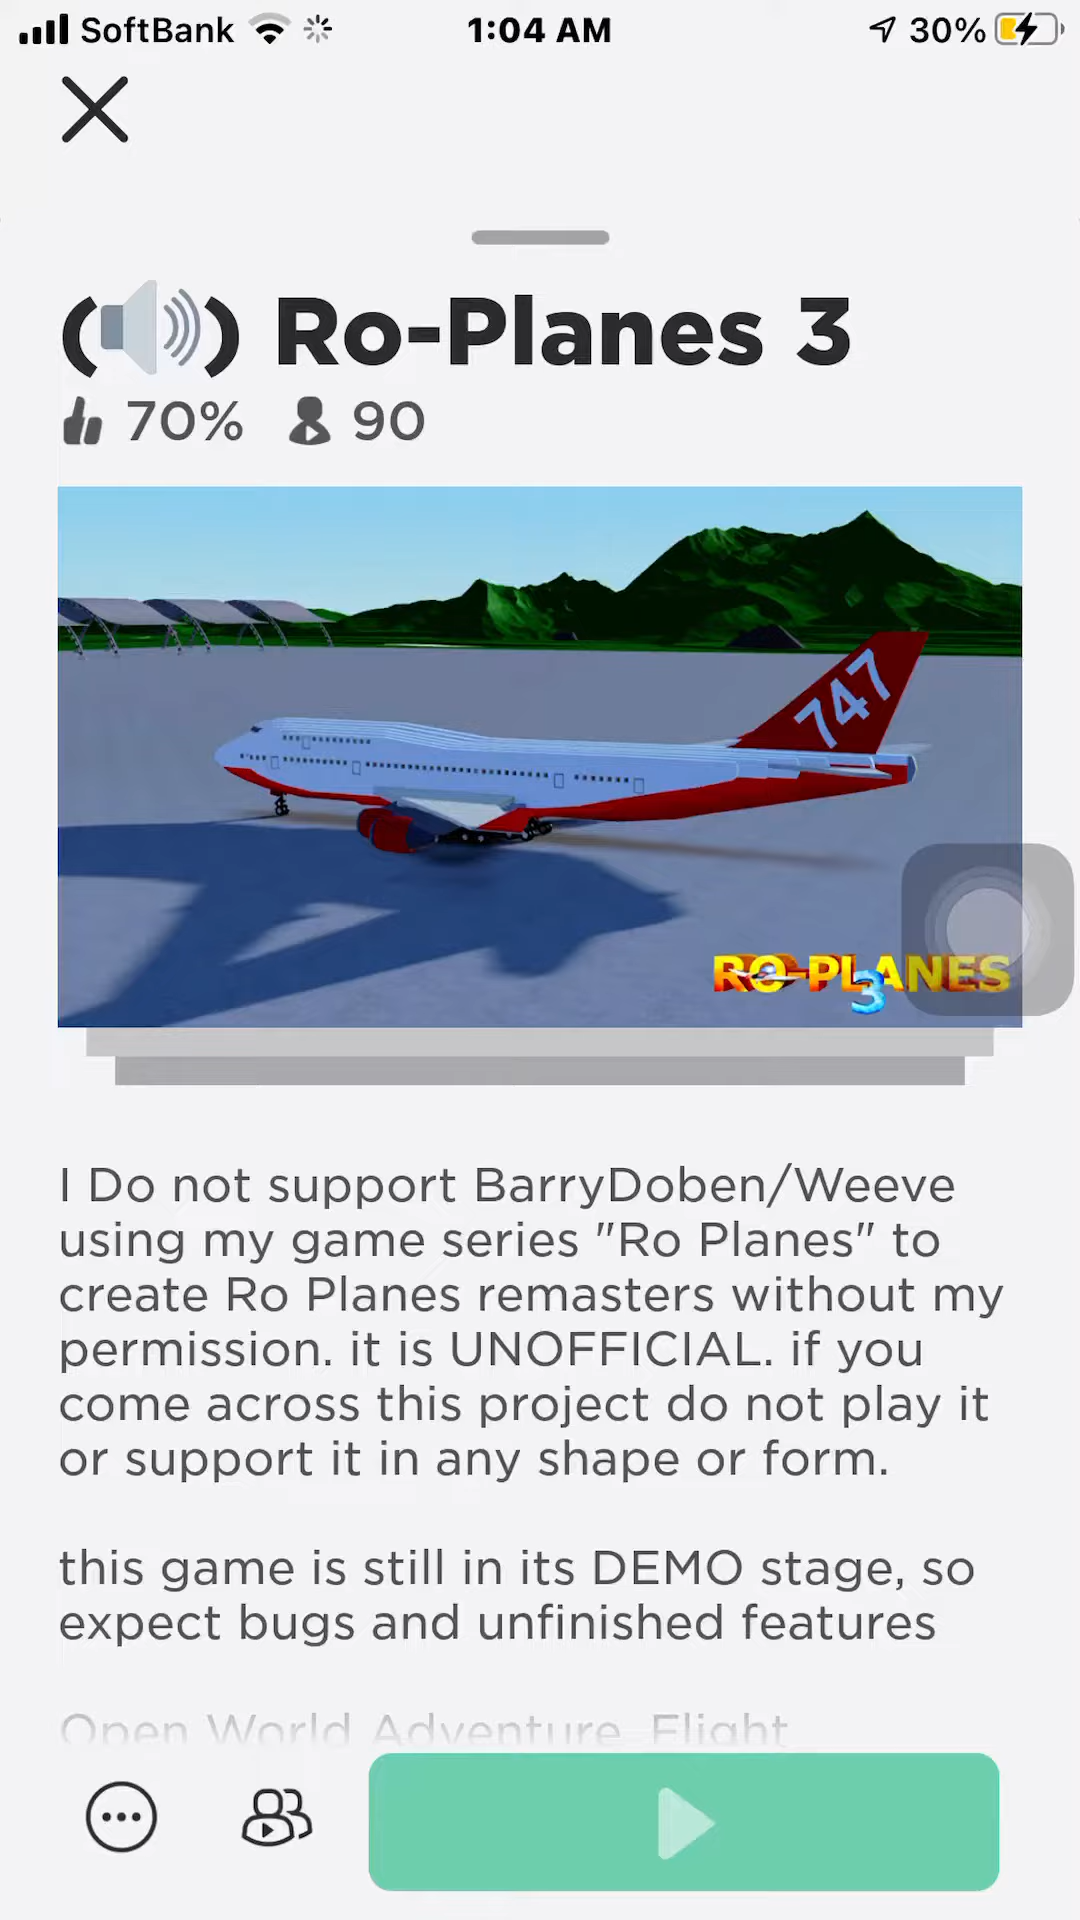 SoftBank 1:04 AM 30%
(🔊) Ro-Planes 3
70% 90
747
RO-PLANES
3
I Do not support BarryDoben/Weeve
using my game series "Ro Planes" to
create Ro Planes remasters without my
permission. it is UNOFFICIAL. if you
come across this project do not play it
or support it in any shape or form.
this game is still in its DEMO stage, so
expect bugs and unfinished features
Open World Adventure, Flight